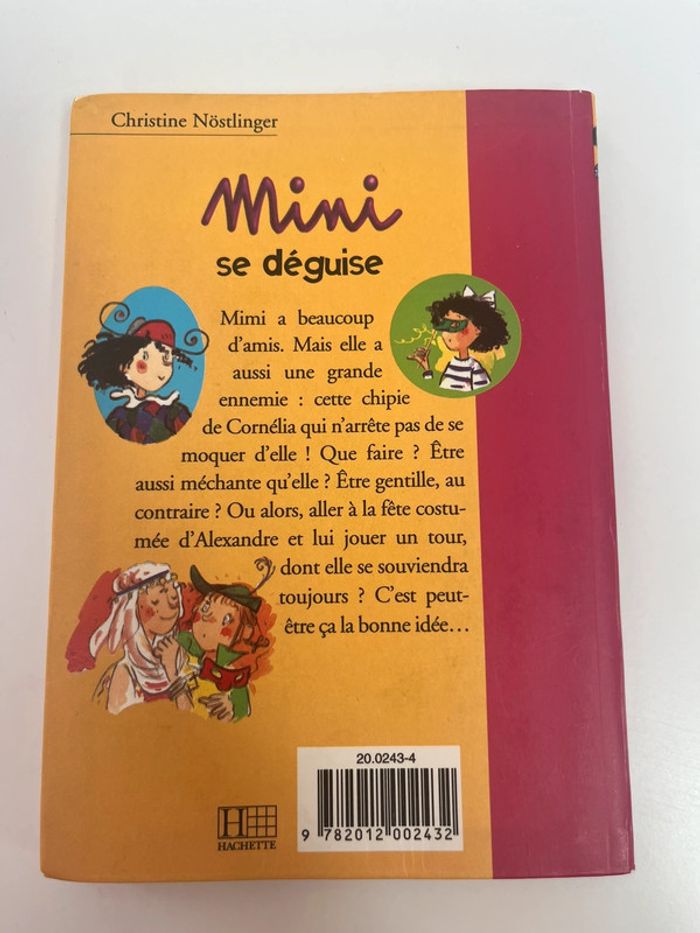 Christine Nöstlinger
Mini
se déguise
Mimi a beaucoup
d'amis. Mais elle a
aussi une grande
ennemie : cette chipie
de Cornélia qui n'arrête pas de se
moquer d'elle ! Que faire ? Être
aussi méchante qu'elle ? Être gentille, au
contraire ? Ou alors, aller à la fête costu-
mée d'Alexandre et lui jouer un tour,
dont elle se souviendra
toujours ? C'est peut-
être ça la bonne idée…
20.0243-4
9 782012 002432
H
HACHETTE